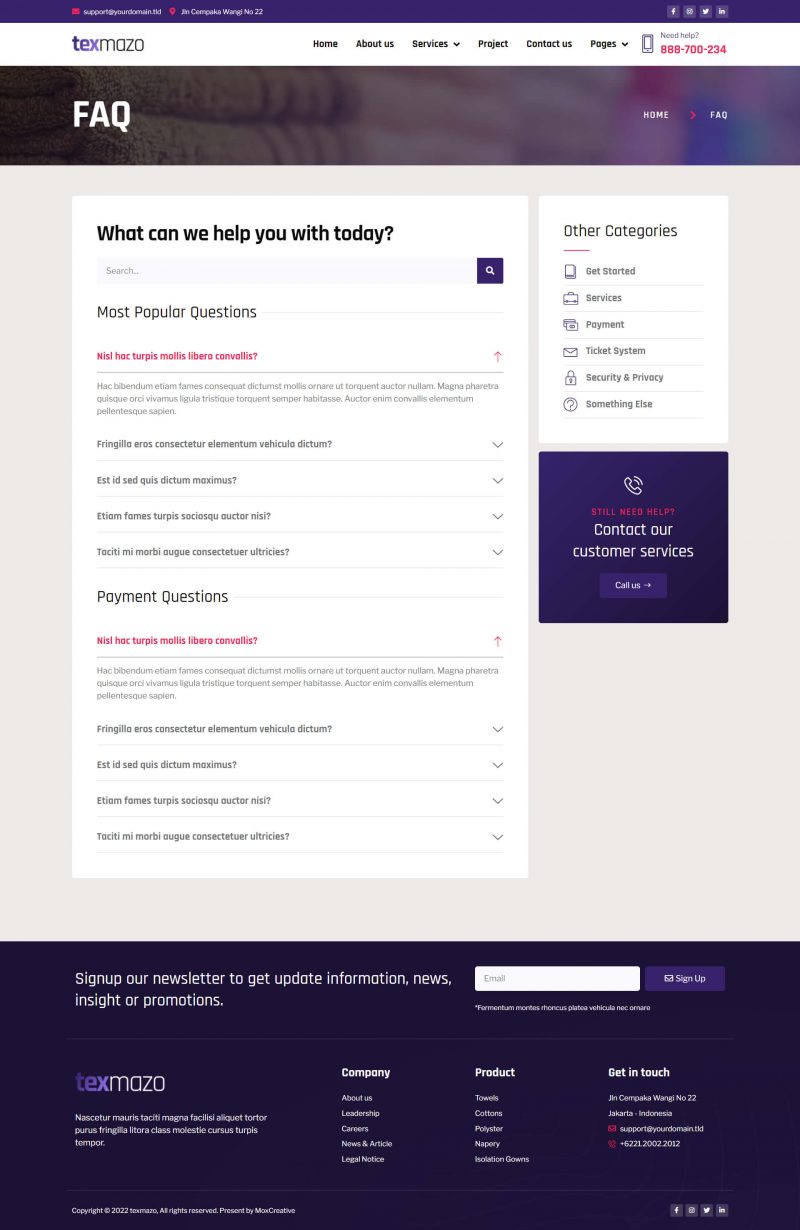 support@yourdomain.tld Jln Cempaka Wangi No 22
texmazo
Home About us Services Project Contact us Pages
Need help?
888-700-234
FAQ
HOME FAQ
What can we help you with today?
Search...
Most Popular Questions
Nisl hac turpis mollis libero convallis?
Hac bibendum etiam fames consequat dictumst mollis ornare ut torquent auctor nullam. Magna pharetra
quisque orci vivamus ligula tristique torquent semper habitasse. Auctor enim convallis elementum
pellentesque sapien.
Fringilla eros consectetur elementum vehicula dictum?
Est id sed quis dictum maximus?
Etiam fames turpis sociosqu auctor nisi?
Taciti mi morbi augue consectetuer ultricies?
Payment Questions
Nisl hac turpis mollis libero convallis?
Hac bibendum etiam fames consequat dictumst mollis ornare ut torquent auctor nullam. Magna pharetra
quisque orci vivamus ligula tristique torquent semper habitasse. Auctor enim convallis elementum
pellentesque sapien.
Fringilla eros consectetur elementum vehicula dictum?
Est id sed quis dictum maximus?
Etiam fames turpis sociosqu auctor nisi?
Taciti mi morbi augue consectetuer ultricies?
Other Categories
Get Started
Services
Payment
Ticket System
Security & Privacy
Something Else
STILL NEED HELP?
Contact our
customer services
Call us →
Signup our newsletter to get update information, news,
insight or promotions.
Email
Sign Up
*Fermentum montes rhoncus platea vehicula nec ornare
texmazo
Nascetur mauris taciti magna facilisi aliquet tortor
purus fringilla litora class molestie cursus turpis
tempor.
Company
About us
Leadership
Careers
News & Article
Legal Notice
Product
Towels
Cottons
Polyster
Napery
Isolation Gowns
Get in touch
Jln Cempaka Wangi No 22
Jakarta - Indonesia
support@yourdomain.tld
+6221.2002.2012
Copyright © 2022 texmazo, All rights reserved. Present by MoxCreative